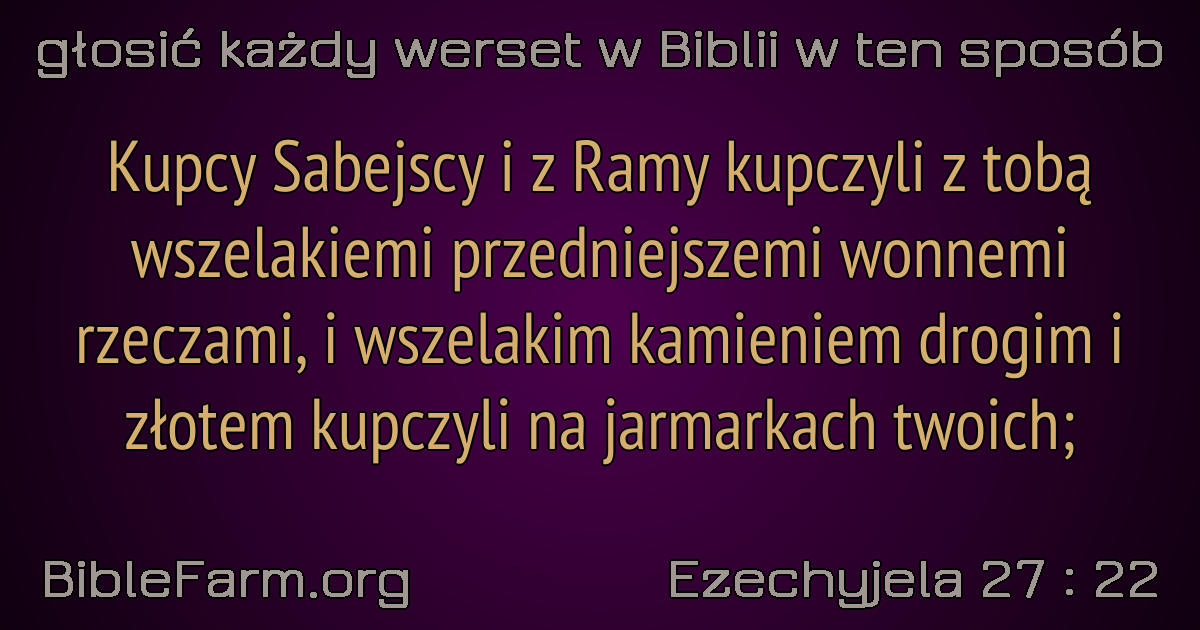 głosić każdy werset w Biblii w ten sposób
Kupcy Sabejscy i z Ramy kupczyli z tobą
wszelakiemi przedniejszemi wonnemi
rzeczami, i wszelakim kamieniem drogim i
złotem kupczyli na jarmarkach twoich;
BibleFarm.org
Ezechyjela 27 : 22